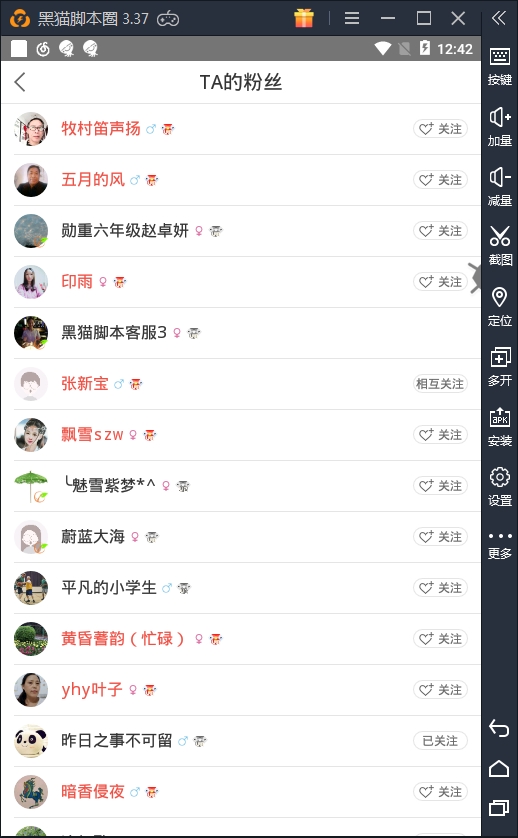 黑猫脚本圈 3.37
12:42
TA的粉丝
牧村笛声扬 关注
五月的风 关注
勋重六年级赵卓妍 关注
印雨 关注
黑猫脚本客服3
张新宝 相互关注
飘雪szw 关注
╰魅雪紫梦*^ 关注
蔚蓝大海 关注
平凡的小学生 关注
黄昏蓍韵（忙碌） 关注
yhy叶子 关注
昨日之事不可留 已关注
暗香侵夜 关注
按键
加量
减量
截图
定位
多开
APK
安装
设置
更多